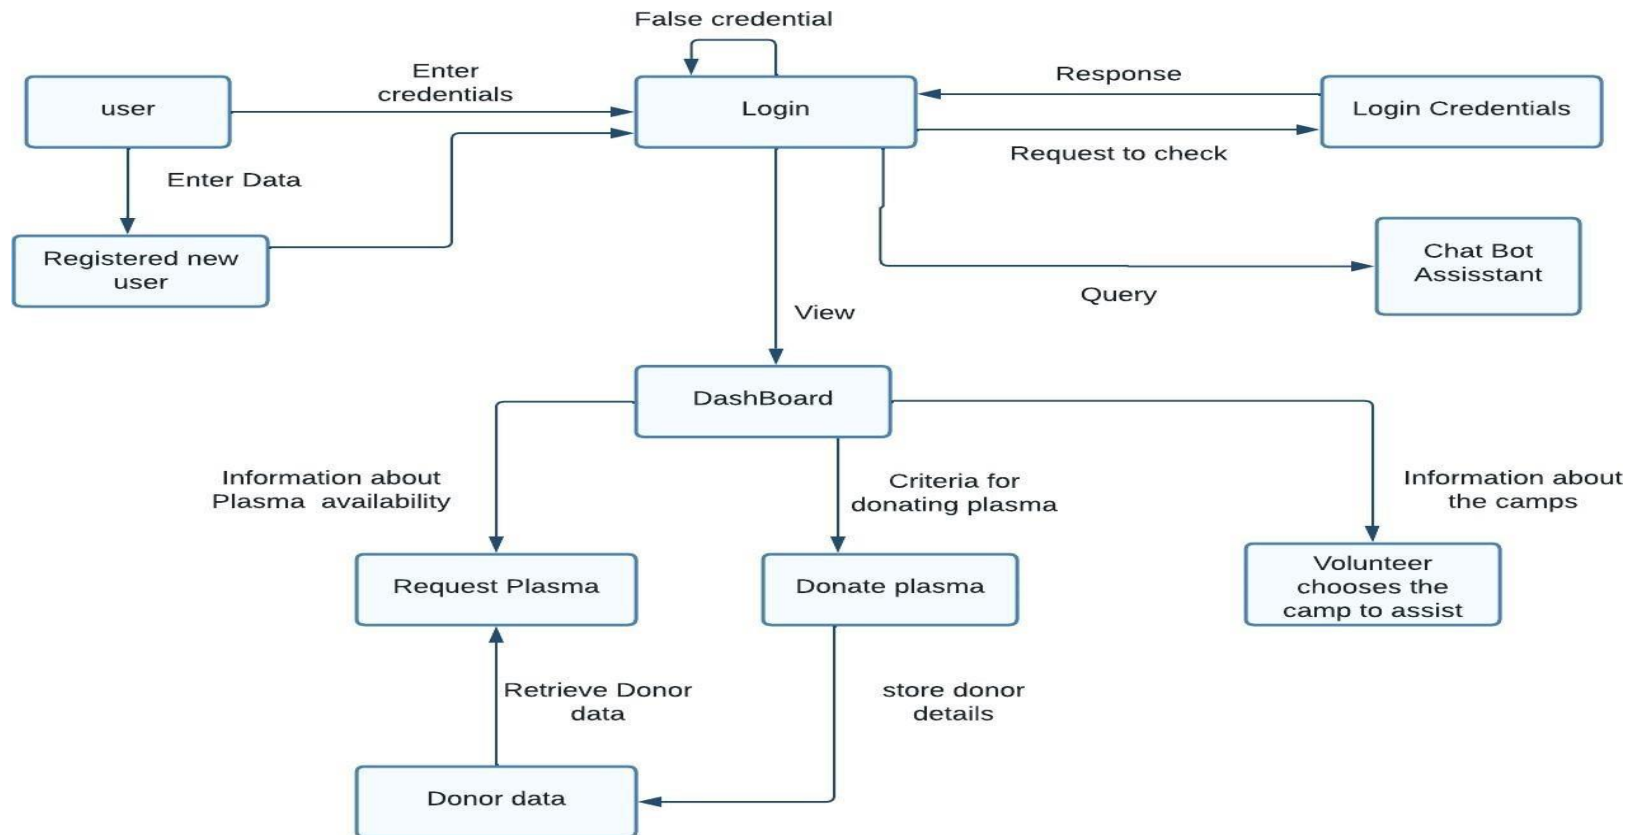 False credential
Enter
credentials
Response
user
Login
Login Credentials
Request to check
Enter Data
Registered new
user
Chat Bot
Assisstant
Query
View
DashBoard
Information about
Plasma  availability
Criteria for
donating plasma
Information about
the camps
Request Plasma
Donate plasma
Volunteer
chooses the
camp to assist
Retrieve Donor
data
store donor
details
Donor data